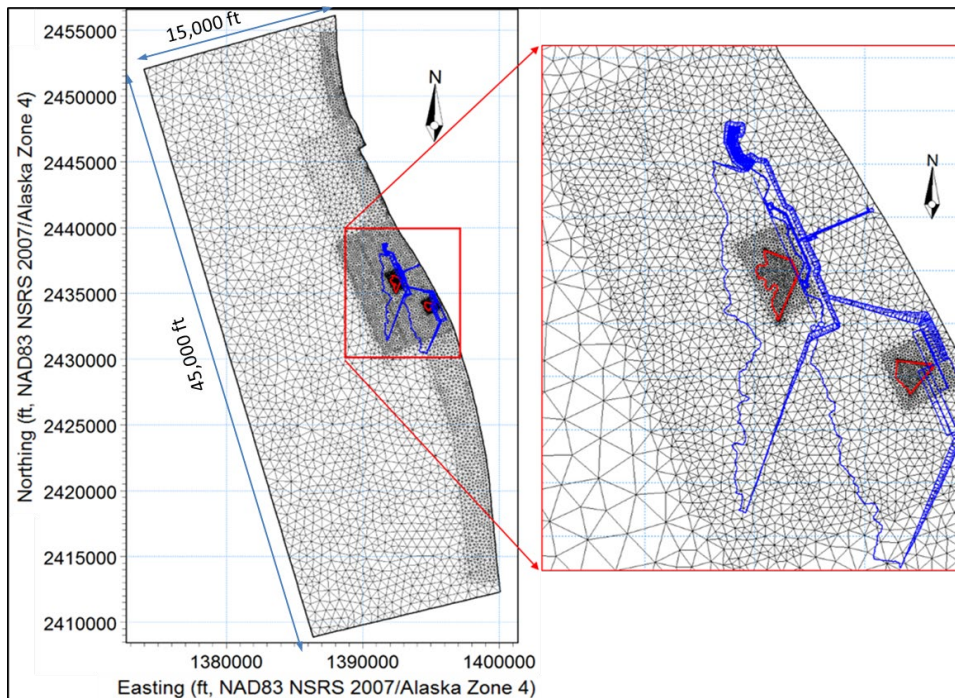 15,000 ft
2455000
2450000
2445000
2440000
2435000
2430000
2425000
2420000
2415000
2410000
Northing (ft, NAD83 NSRS 2007/Alaska Zone 4)
45,000 ft
N
N
1380000
1390000
1400000
Easting (ft, NAD83 NSRS 2007/Alaska Zone 4)